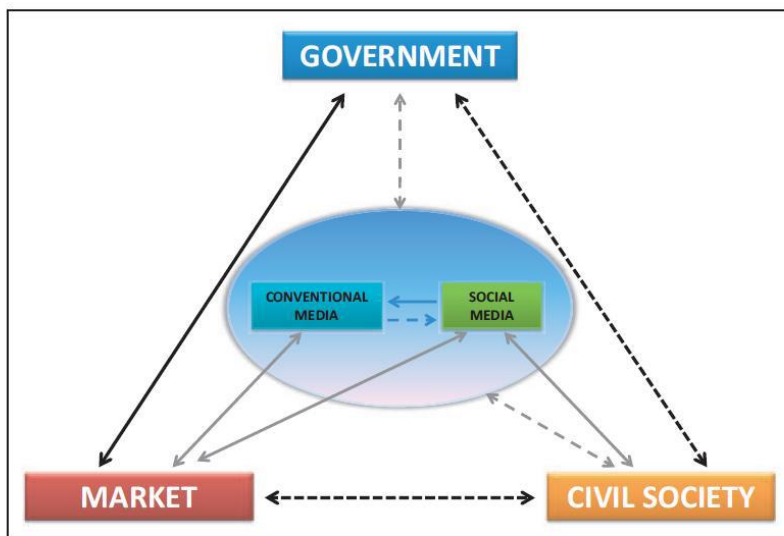 GOVERNMENT
CONVENTIONAL
MEDIA
SOCIAL
MEDIA
MARKET
CIVIL SOCIETY